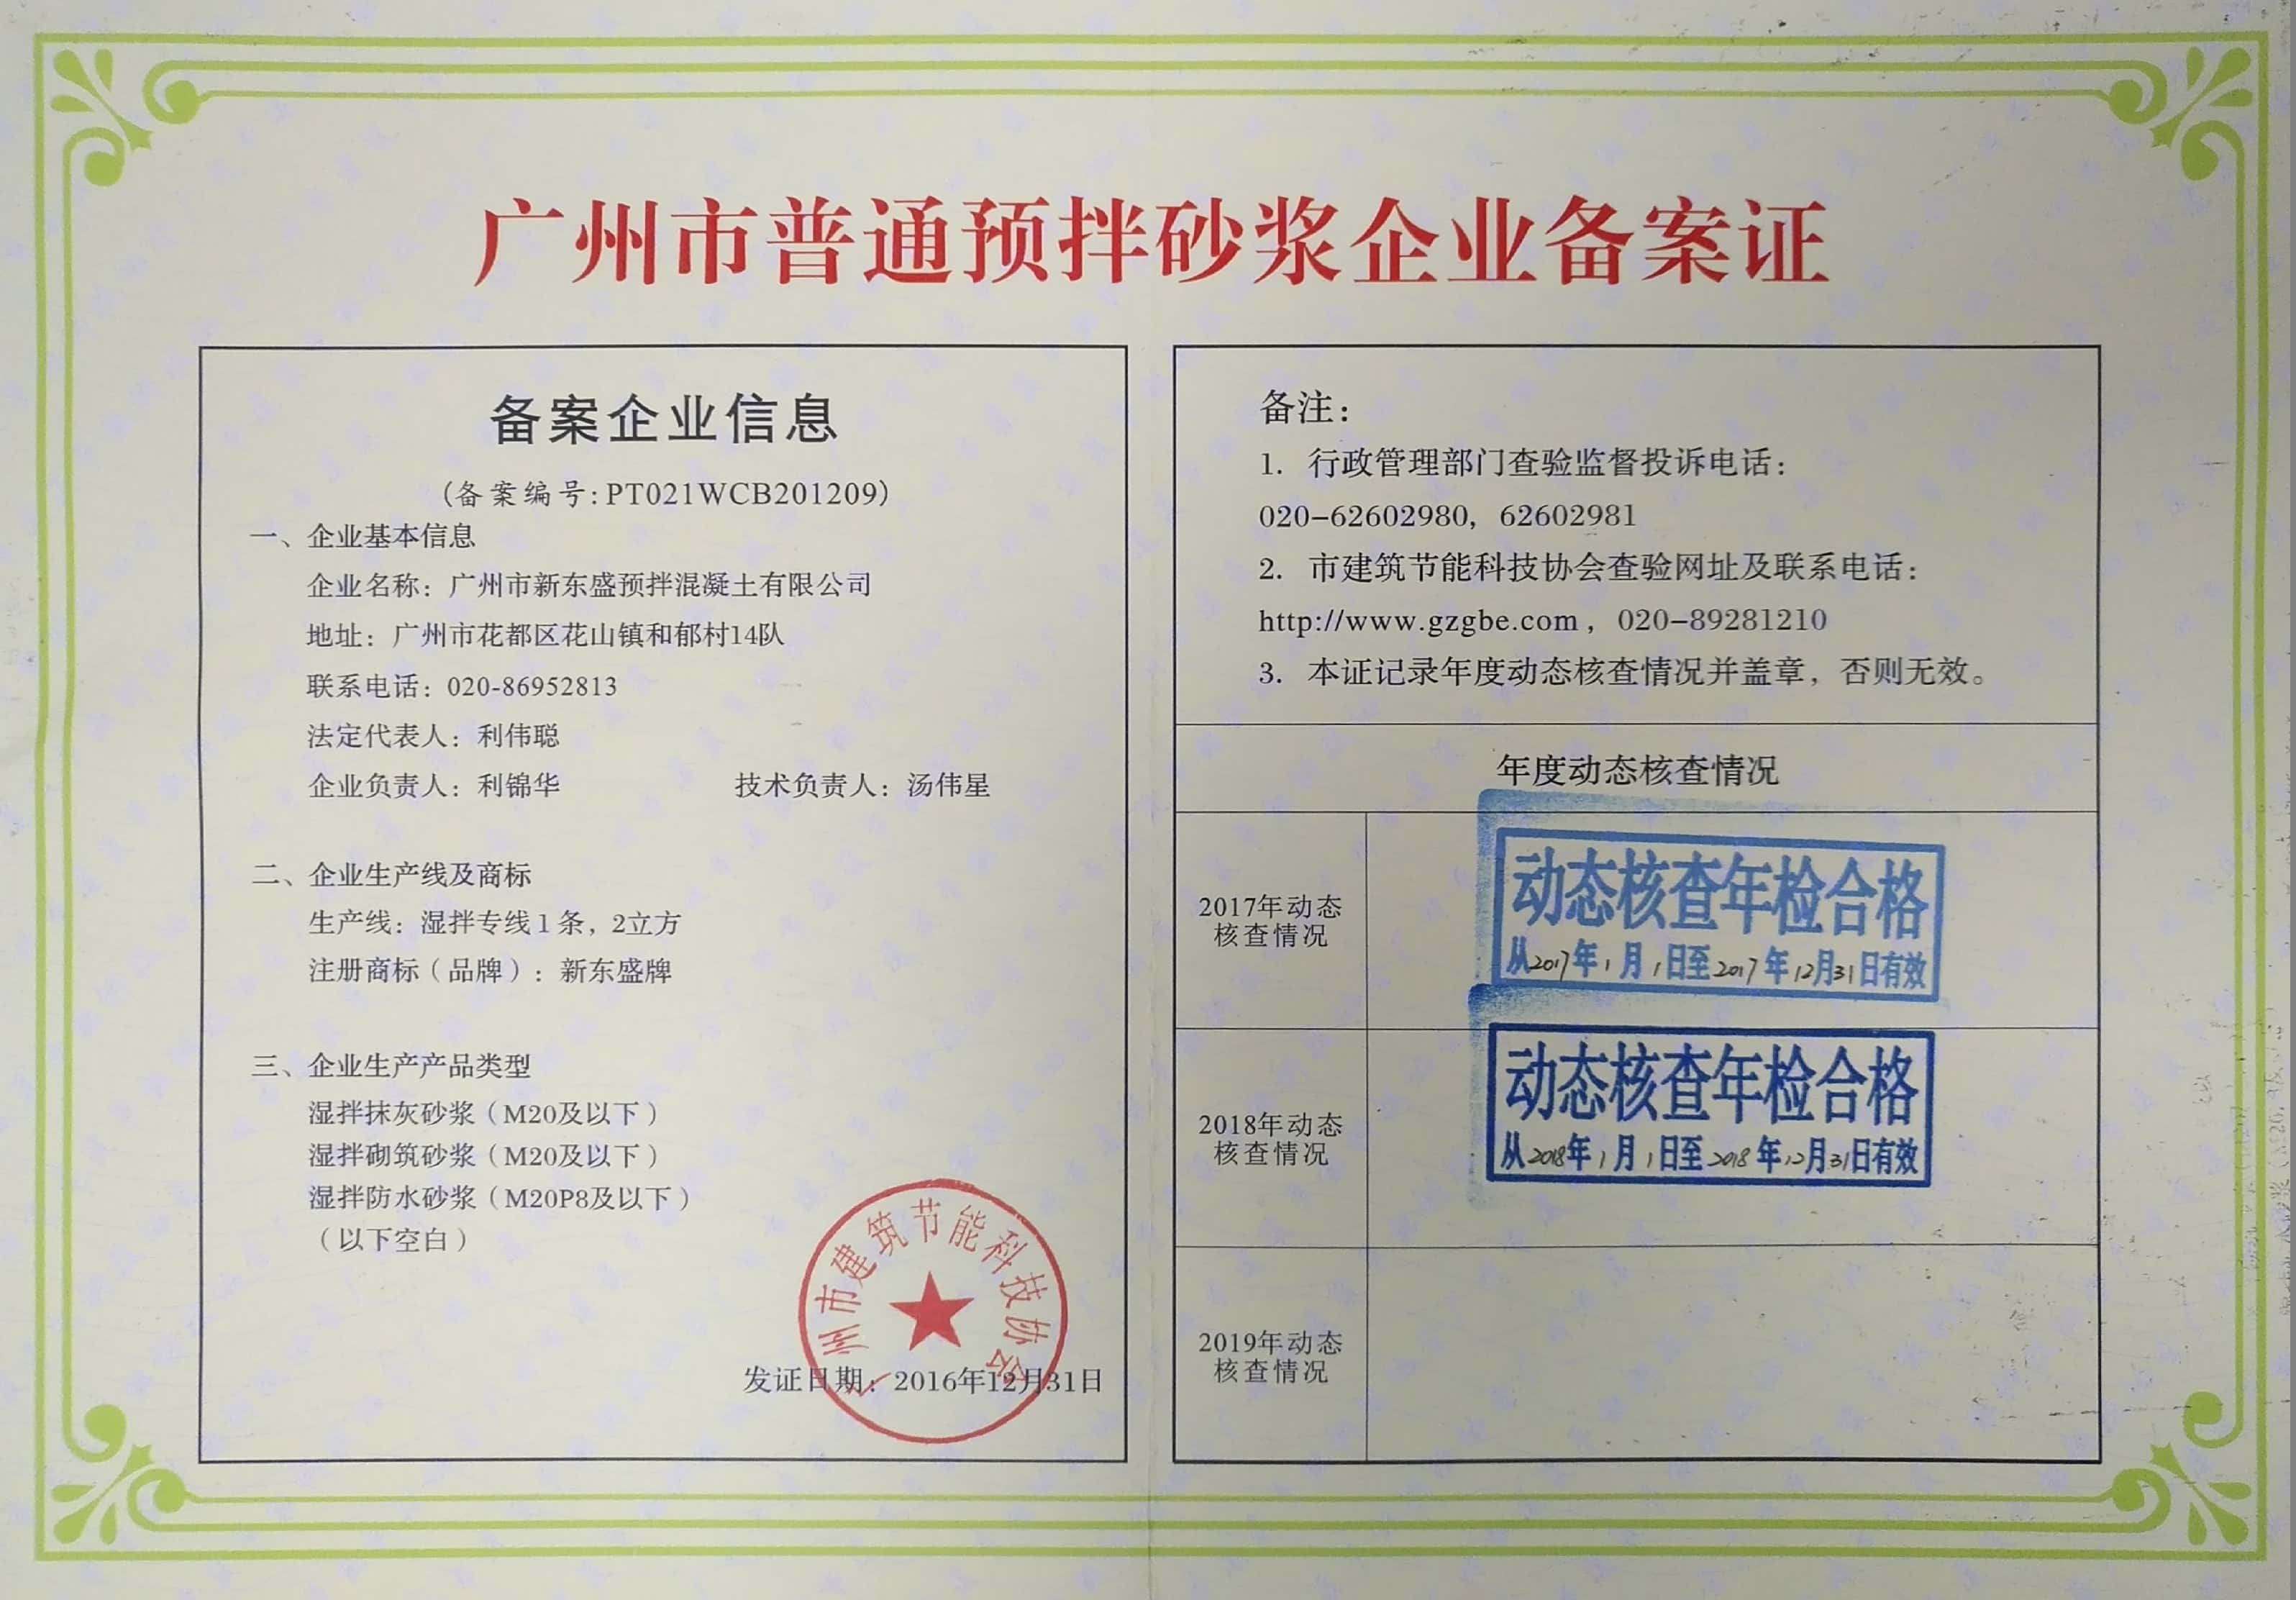 广州市普通预拌砂浆企业备案证
备案企业信息
(备案编号:PT021WCB201209)
一、企业基本信息
企业名称：广州市新东盛预拌混凝土有限公司
地址：广州市花都区花山镇和郁村14队
联系电话：020-86952813
法定代表人：利伟聪
企业负责人：利锦华 技术负责人：汤伟星
二、企业生产线及商标
生产线：湿拌专线1条，2立方
注册商标（品牌）：新东盛牌
三、企业生产产品类型
湿拌抹灰砂浆（M20及以下）
湿拌砌筑砂浆（M20及以下）
湿拌防水砂浆（M20P8及以下）
（以下空白）
广州市建筑节能科技协会
发证日期：2016年12月31日
备注：
1. 行政管理部门查验监督投诉电话：
020-62602980，62602981
2. 市建筑节能科技协会查验网址及联系电话：
http://www.gzgbe.com，020-89281210
3. 本证记录年度动态核查情况并盖章，否则无效。
年度动态核查情况
2017年动态
核查情况
动态核查年检合格
从2017年1月1日至2017年12月31日有效
2018年动态
核查情况
动态核查年检合格
从2018年1月1日至2018年12月31日有效
2019年动态
核查情况